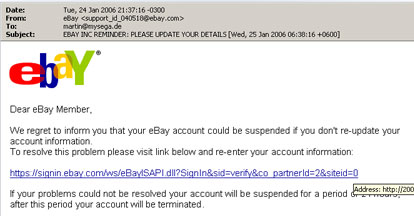 Date: Tue, 24 Jan 2006 21:37:16 -0300
From: eBay <support_id_040518@ebay.com>
To: martin@mysega.de
Subject: EBAY INC REMINDER: PLEASE UPDATE YOUR DETAILS [Wed, 25 Jan 2006 06:38:16 +0600]
ebaY®
Dear eBay Member,
We regret to inform you that your eBay account could be suspended if you don't re-update your
account information.
To resolve this problem please visit link below and re-enter your account information:
https://signin.ebay.com/ws/eBayISAPI.dll?SignIn&sid=verify&co_partnerId=2&siteid=0
Address: http://200
If your problems could not be resolved your account will be suspended for a period of hours,
after this period your account will be terminated.